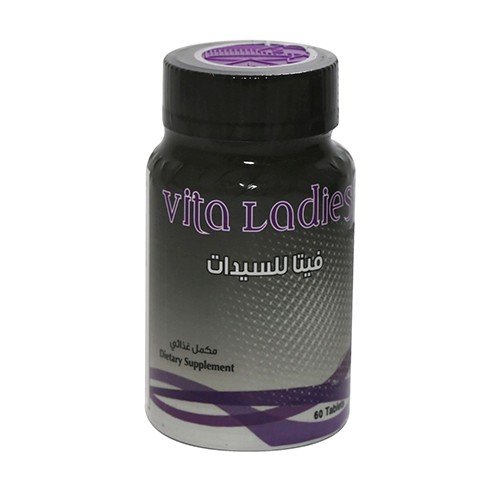 Vita Ladies
فيتا للسيدات
مكمل غذائي
Dietary Supplement
60 Tablets